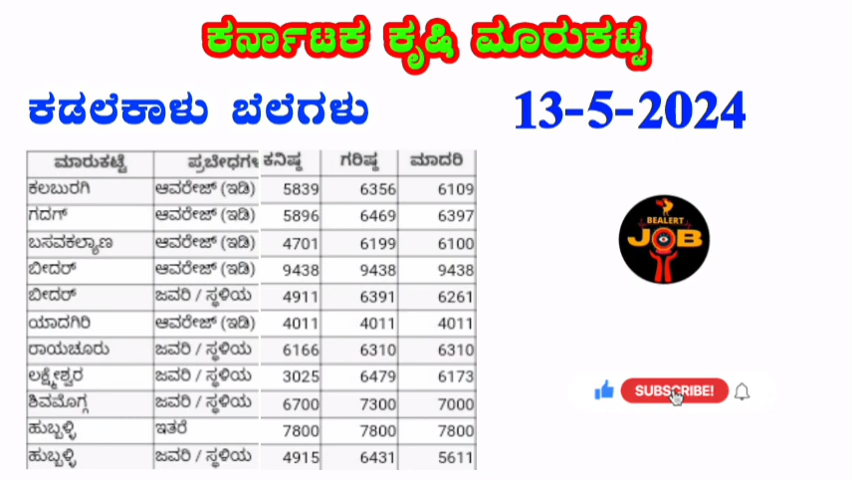 ಕರ್ನಾಟಕ ಕೃಷಿ ಮಾರುಕಟ್ಟೆ
ಕಡಲೆಕಾಳು ಬೆಲೆಗಳು 13-5-2024
ಮಾರುಕಟ್ಟೆ ಪ್ರಬೇಧಗಳ ಕನಿಷ್ಠ ಗರಿಷ್ಠ ಮಾದರಿ
ಕಲಬುರಗಿ ಆವರೇಜ್ (ಇಡಿ) 5839 6356 6109
ಗದಗ್ ಆವರೇಜ್ (ಇಡಿ) 5896 6469 6397
ಬಸವಕಲ್ಯಾಣ ಆವರೇಜ್ (ಇಡಿ) 4701 6199 6100
ಬೀದರ್ ಆವರೇಜ್ (ಇಡಿ) 9438 9438 9438
ಬೀದರ್ ಜವರಿ / ಸ್ಥಳಿಯ 4911 6391 6261
ಯಾದಗಿರಿ ಆವರೇಜ್ (ಇಡಿ) 4011 4011 4011
ರಾಯಚೂರು ಜವರಿ / ಸ್ಥಳಿಯ 6166 6310 6310
ಲಕ್ಷ್ಮೇಶ್ವರ ಜವರಿ / ಸ್ಥಳಿಯ 3025 6479 6173
ಶಿವಮೊಗ್ಗ ಜವರಿ / ಸ್ಥಳಿಯ 6700 7300 7000
ಹುಬ್ಬಳ್ಳಿ ಇತರೆ 7800 7800 7800
ಹುಬ್ಬಳ್ಳಿ ಜವರಿ / ಸ್ಥಳಿಯ 4915 6431 5611
BEALERT
JOB
SUBSCRIBE!